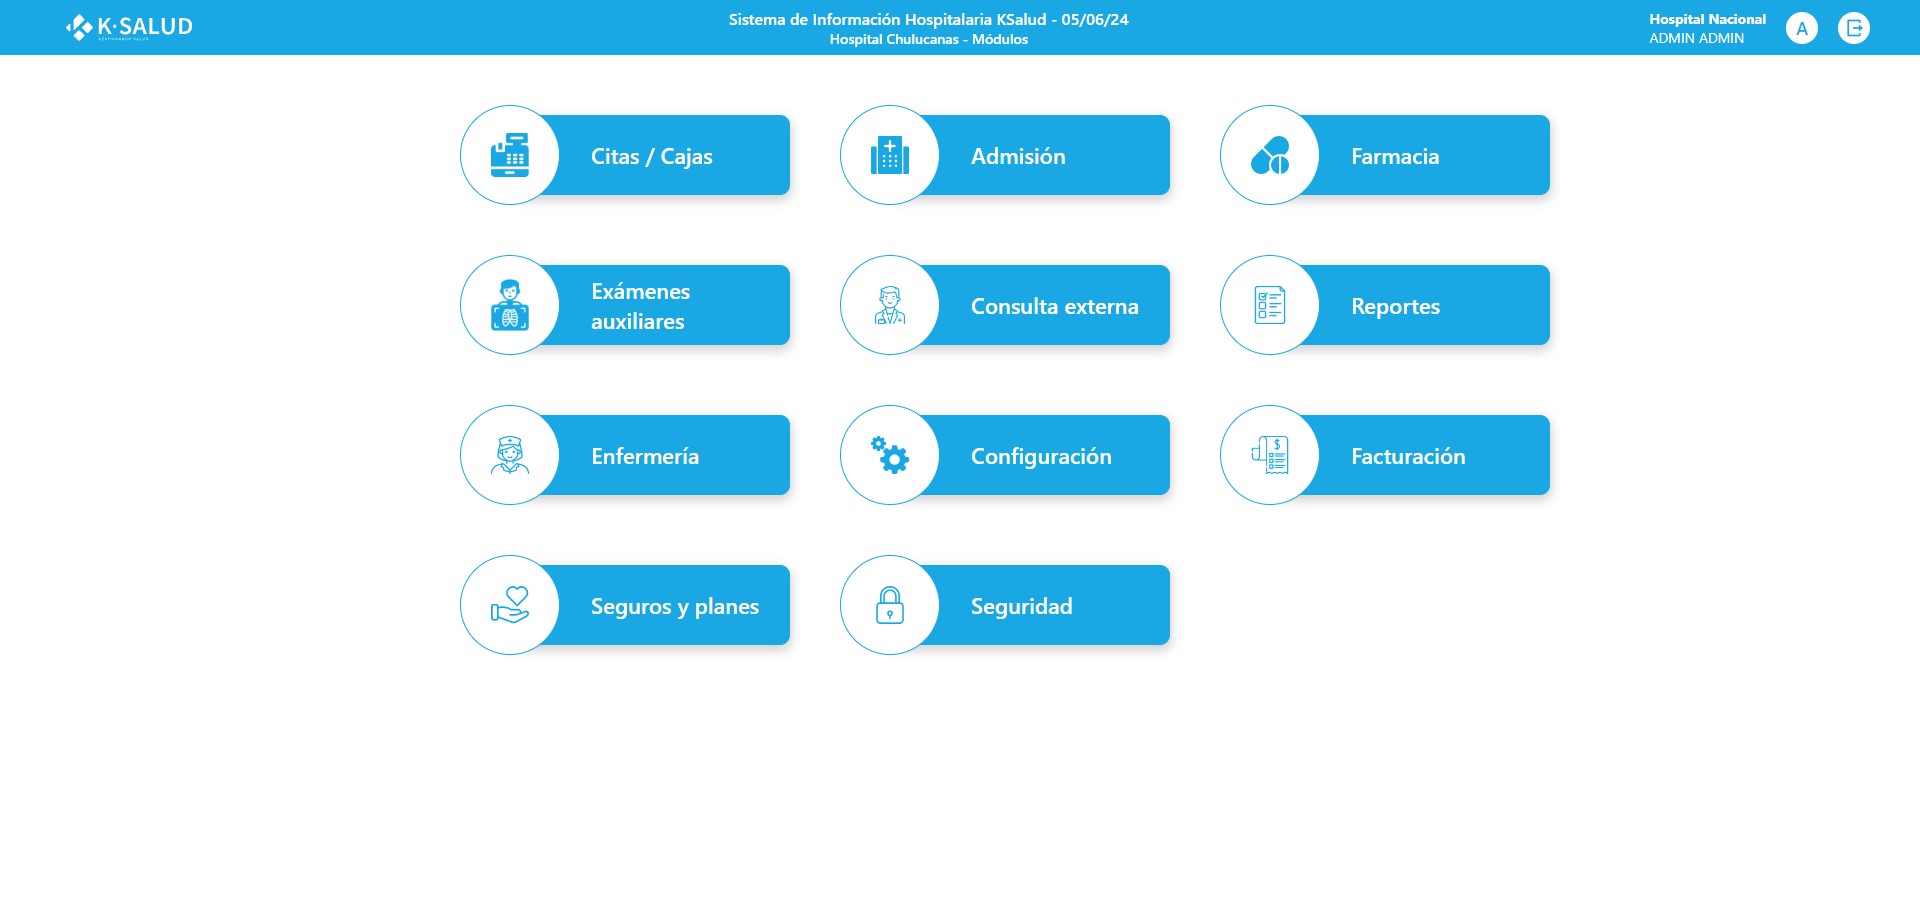 K·SALUD
Sistema de Información Hospitalaria KSalud - 05/06/24
Hospital Chulucanas - Módulos
Hospital Nacional
ADMIN ADMIN
A
Citas / Cajas
Admisión
Farmacia
Exámenes
auxiliares
Consulta externa
Reportes
Enfermería
Configuración
$
Facturación
Seguros y planes
Seguridad